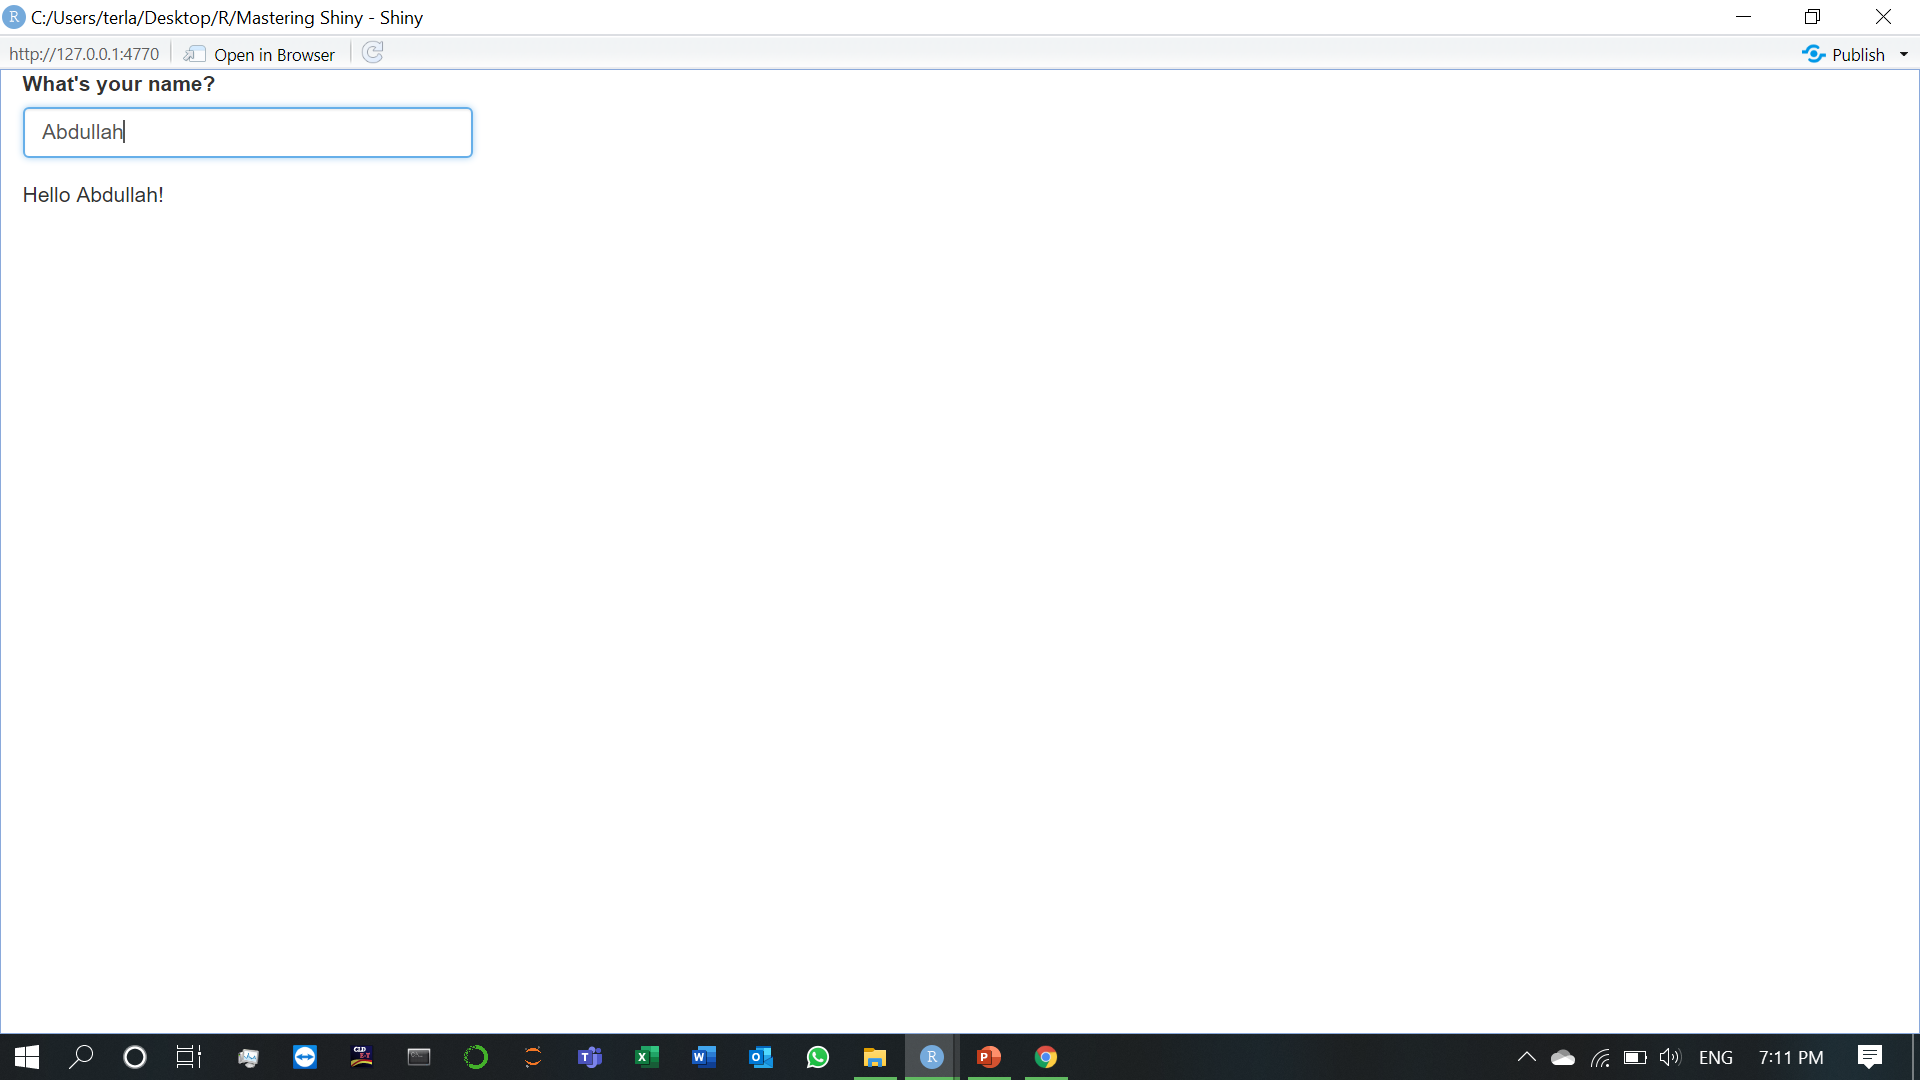 C:/Users/terla/Desktop/R/Mastering Shiny - Shiny
http://127.0.0.1:4770 Open in Browser Publish
What's your name?
Abdullah
Hello Abdullah!
ENG 7:11 PM